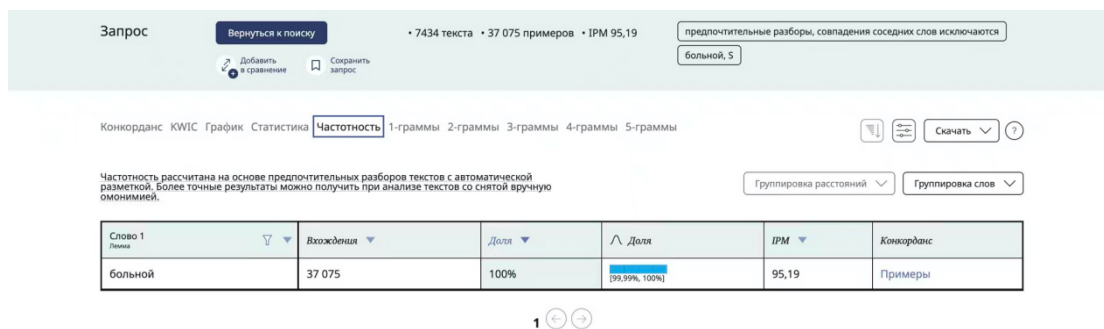 Запрос
Вернуться к поиску
• 7434 текста • 37 075 примеров • IPM 95,19
предпочтительные разборы, совпадения соседних слов исключаются
больной, S
Добавить
в сравнение
Сохранить
запрос
Конкорданс KWIC График Статистика Частотность 1-граммы 2-граммы 3-граммы 4-граммы 5-граммы
Скачать
?
Частотность рассчитана на основе предпочтительных разборов текстов с автоматической
разметкой. Более точные результаты можно получить при анализе текстов со снятой вручную
омонимией.
Группировка расстояний
Группировка слов
Слово 1
Лемма
Вхождения
Доля
Доля
IPM
Конкорданс
больной
37 075
100%
[99,99%, 100%]
95,19
Примеры
1